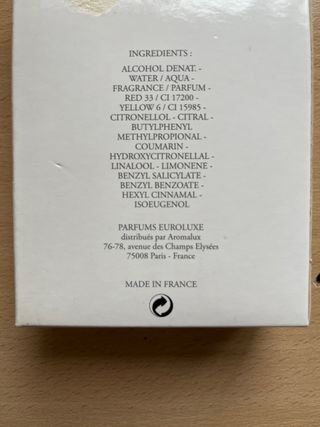 INGREDIENTS :
ALCOHOL DENAT. -
WATER / AQUA -
FRAGRANCE / PARFUM -
RED 33 / CI 17200 -
YELLOW 6 / CI 15985 -
CITRONELLOL - CITRAL -
BUTYLPHENYL
METHYLPROPIONAL -
COUMARIN -
HYDROXYCITRONELLAL -
LINALOOL - LIMONENE -
BENZYL SALICYLATE -
BENZYL BENZOATE -
HEXYL CINNAMAL -
ISOEUGENOL
PARFUMS EUROLUXE
distribués par Aromalux
76-78, avenue des Champs Elysées
75008 Paris - France
MADE IN FRANCE